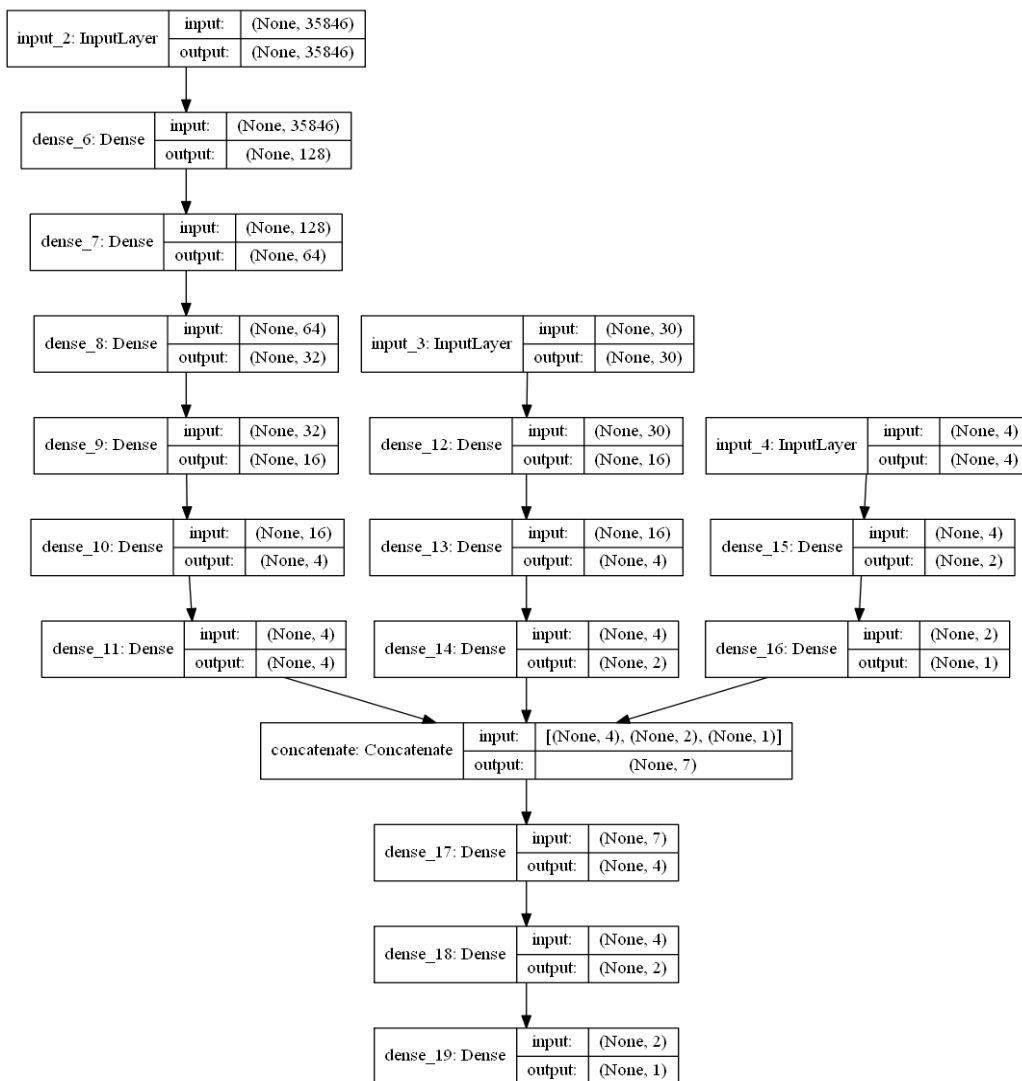 input_2: InputLayer
input: (None, 35846)
output: (None, 35846)
dense_6: Dense
input: (None, 35846)
output: (None, 128)
dense_7: Dense
input: (None, 128)
output: (None, 64)
dense_8: Dense
input: (None, 64)
output: (None, 32)
input_3: InputLayer
input: (None, 30)
output: (None, 30)
dense_9: Dense
input: (None, 32)
output: (None, 16)
dense_12: Dense
input: (None, 30)
output: (None, 16)
input_4: InputLayer
input: (None, 4)
output: (None, 4)
dense_10: Dense
input: (None, 16)
output: (None, 4)
dense_13: Dense
input: (None, 16)
output: (None, 4)
dense_15: Dense
input: (None, 4)
output: (None, 2)
dense_11: Dense
input: (None, 4)
output: (None, 4)
dense_14: Dense
input: (None, 4)
output: (None, 2)
dense_16: Dense
input: (None, 2)
output: (None, 1)
concatenate: Concatenate
input: [(None, 4), (None, 2), (None, 1)]
output: (None, 7)
dense_17: Dense
input: (None, 7)
output: (None, 4)
dense_18: Dense
input: (None, 4)
output: (None, 2)
dense_19: Dense
input: (None, 2)
output: (None, 1)